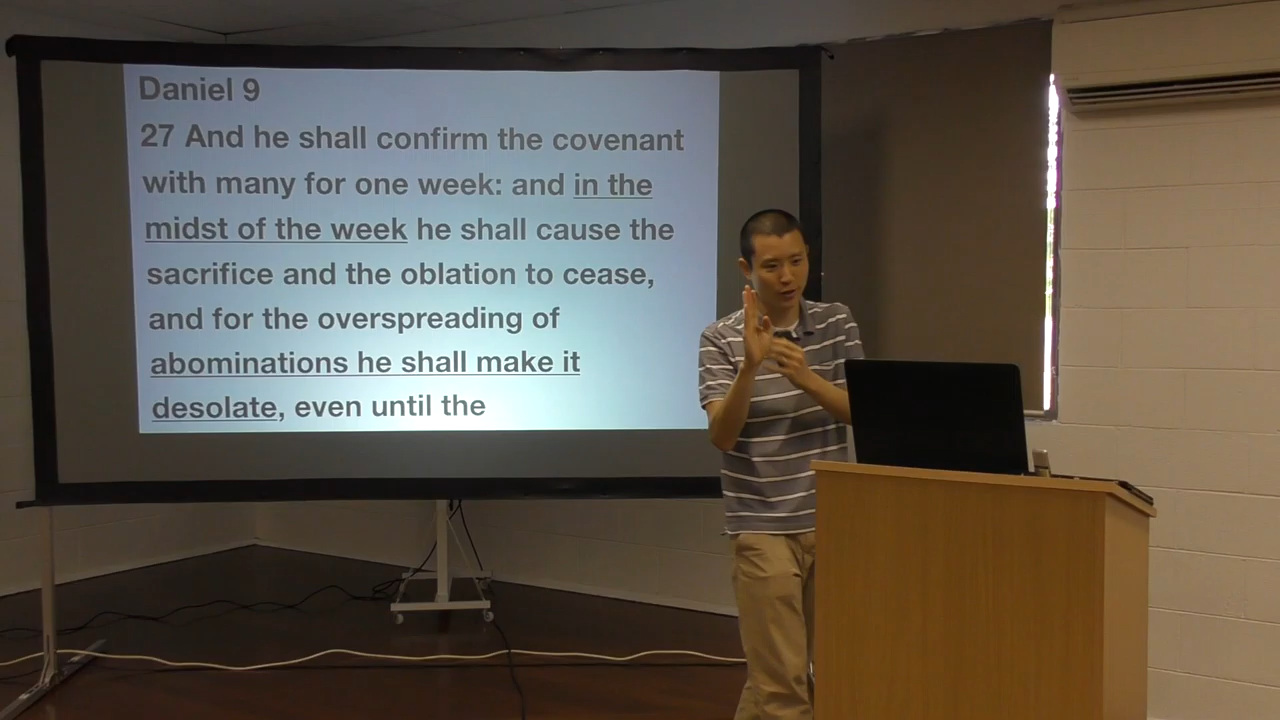 Daniel 9
27 And he shall confirm the covenant
with many for one week: and in the
midst of the week he shall cause the
sacrifice and the oblation to cease,
and for the overspreading of
abominations he shall make it
desolate, even until the